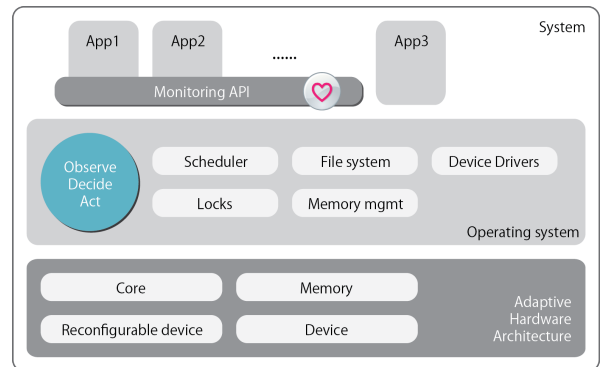 System
App1
App2
......
App3
Monitoring API
Observe
Decide
Act
Scheduler
File system
Device Drivers
Locks
Memory mgmt
Operating system
Core
Memory
Reconfigurable device
Device
Adaptive
Hardware
Architecture